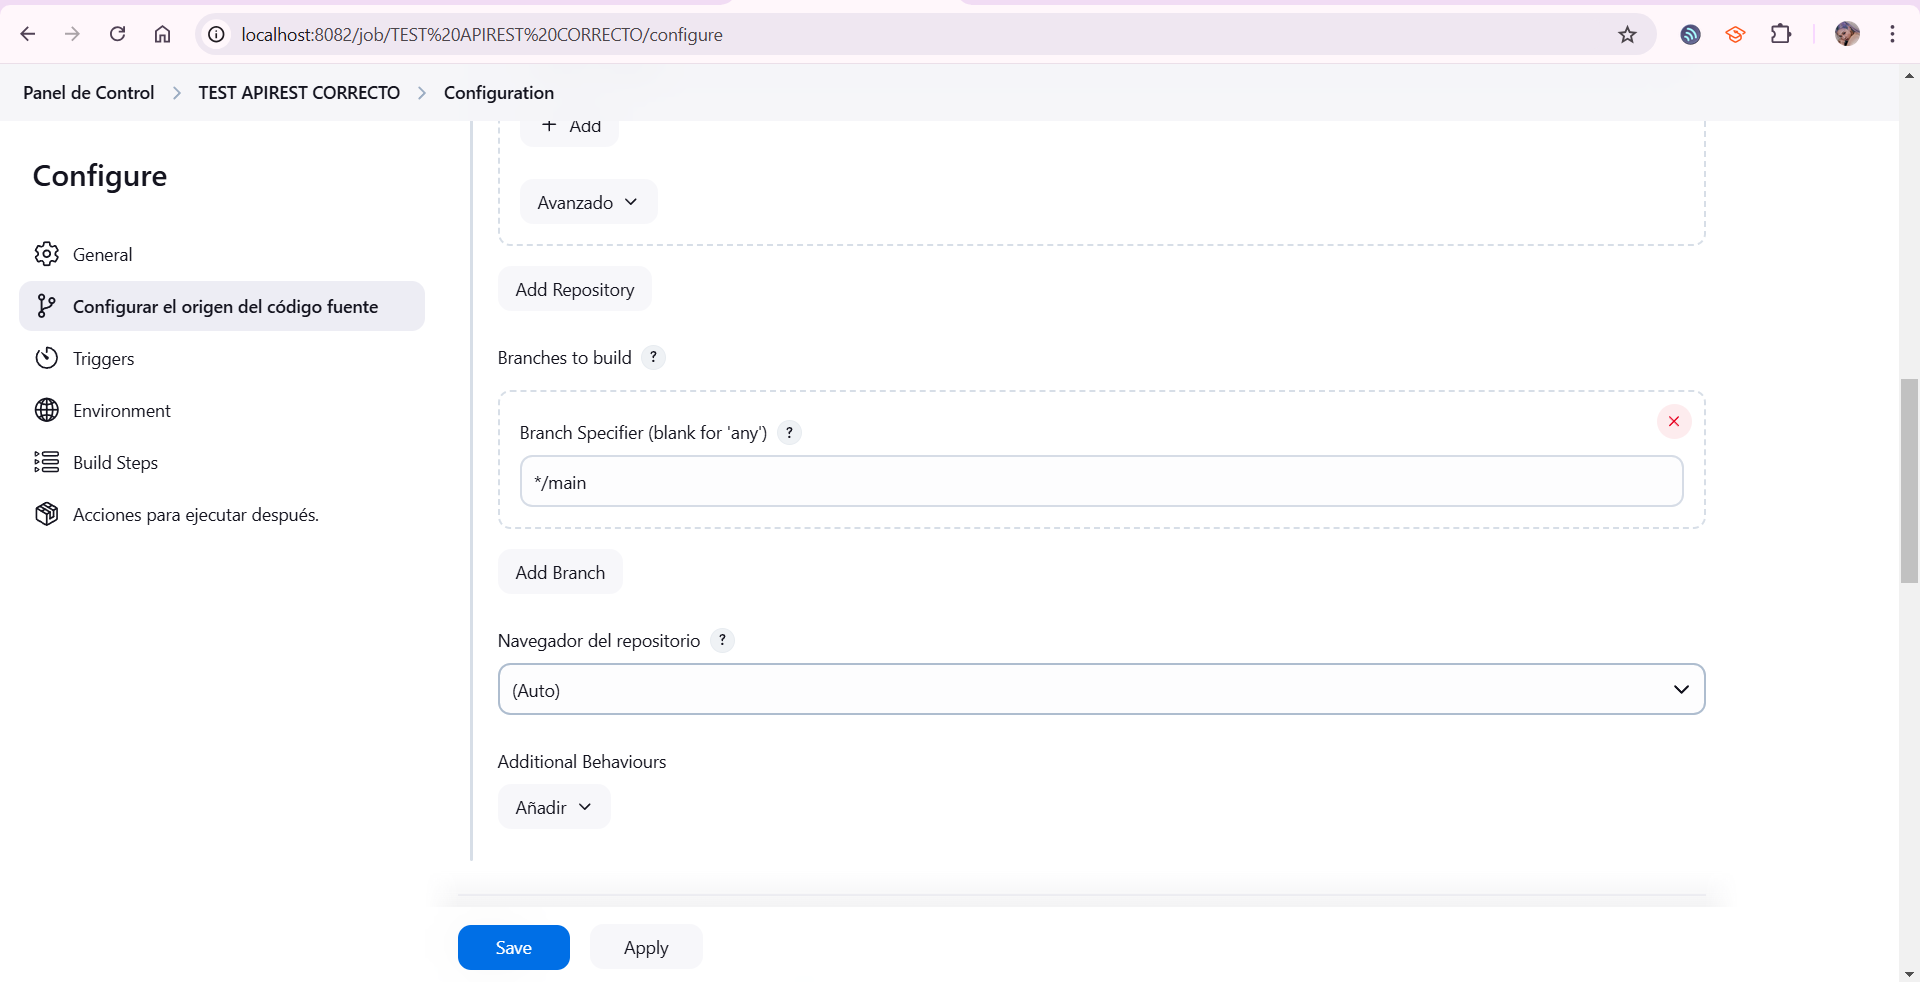 localhost:8082/job/TEST%20APIREST%20CORRECTO/configure
Panel de Control > TEST APIREST CORRECTO > Configuration
Configure
General
Configurar el origen del código fuente
Triggers
Environment
Build Steps
Acciones para ejecutar después.
+ Add
Avanzado
Add Repository
Branches to build ?
Branch Specifier (blank for 'any') ?
*/main
Add Branch
Navegador del repositorio ?
(Auto)
Additional Behaviours
Añadir
Save
Apply